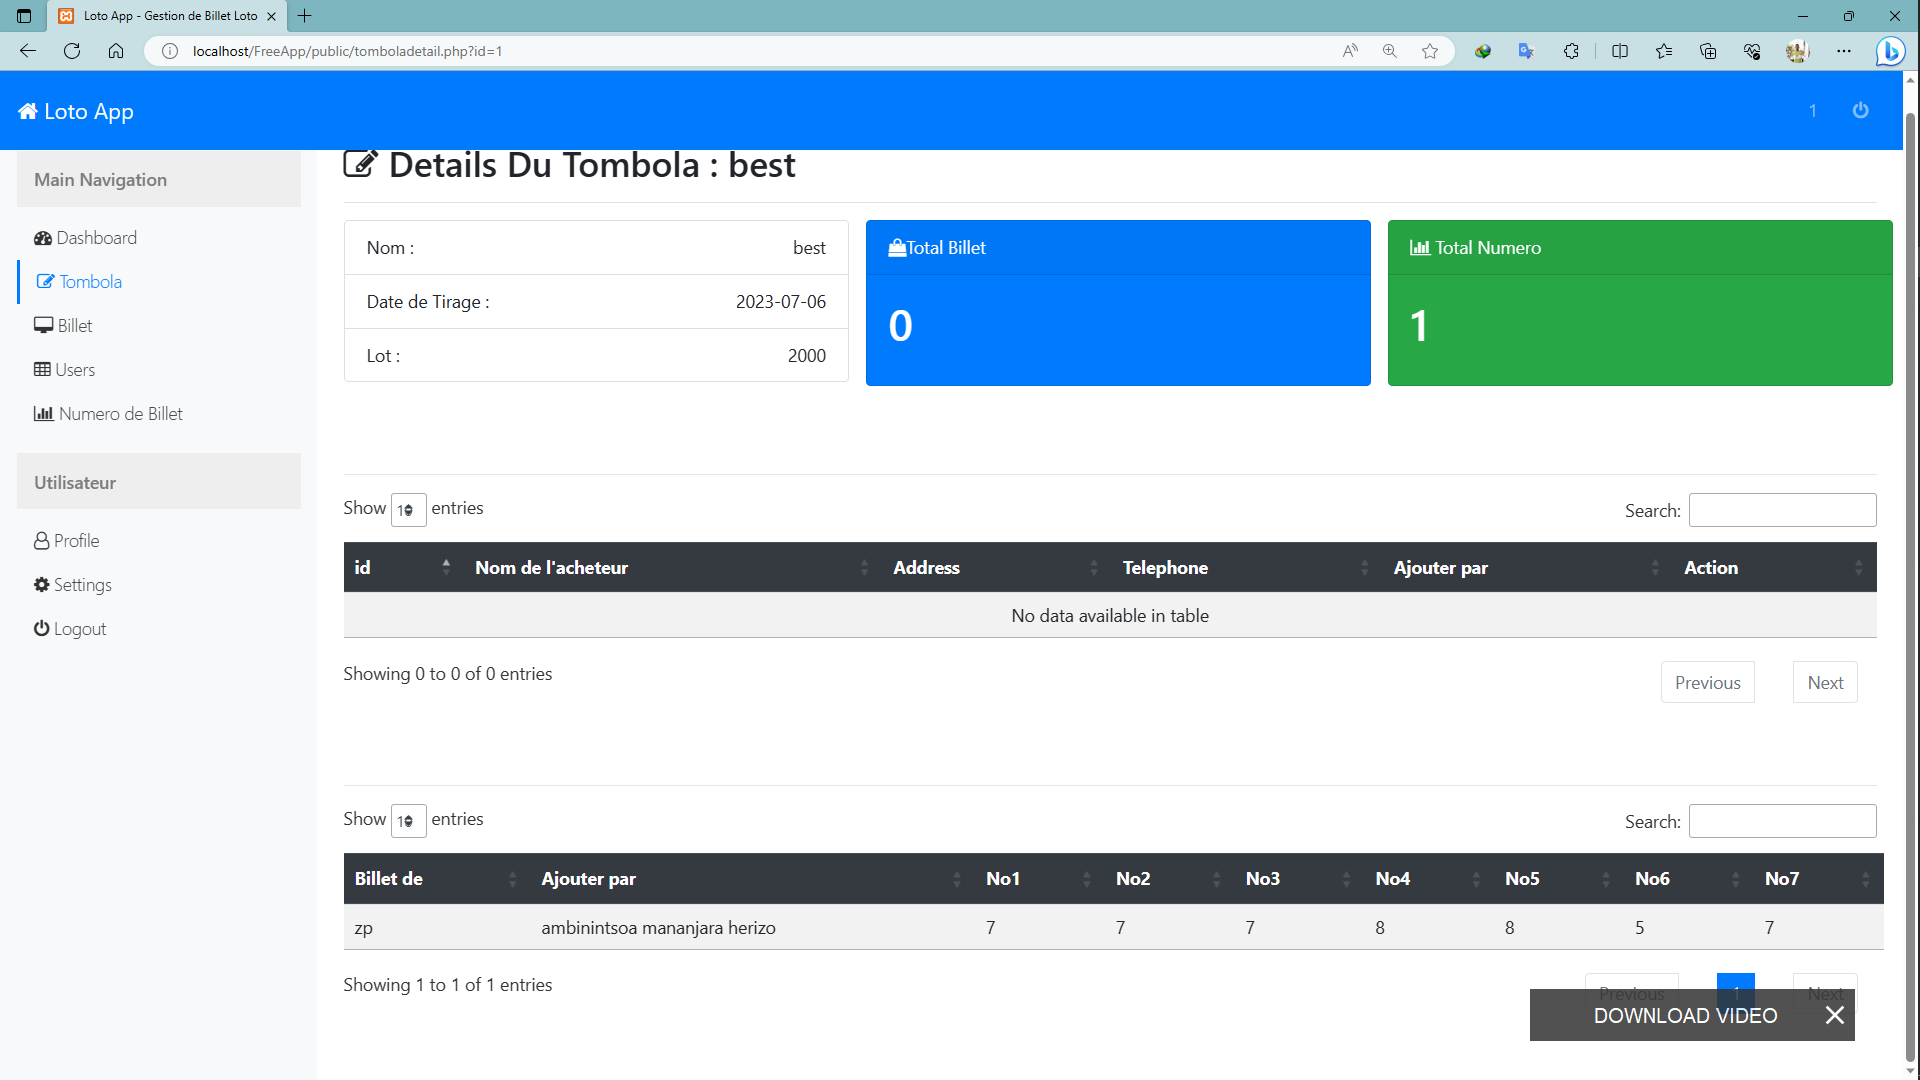 Loto App - Gestion de Billet Loto
localhost/FreeApp/public/tomboladetail.php?id=1
Loto App
1
Main Navigation
Dashboard
Tombola
Billet
Users
Numero de Billet
Utilisateur
Profile
Settings
Logout
Details Du Tombola : best
Nom : best
Date de Tirage : 2023-07-06
Lot : 2000
Total Billet
0
Total Numero
1
Show entries
Search:
id Nom de l'acheteur Address Telephone Ajouter par Action
No data available in table
Showing 0 to 0 of 0 entries
Previous Next
Show entries
Search:
Billet de Ajouter par No1 No2 No3 No4 No5 No6 No7
zp ambinintsoa mananjara herizo 7 7 7 8 8 5 7
Showing 1 to 1 of 1 entries
Previous 1 Next
DOWNLOAD VIDEO